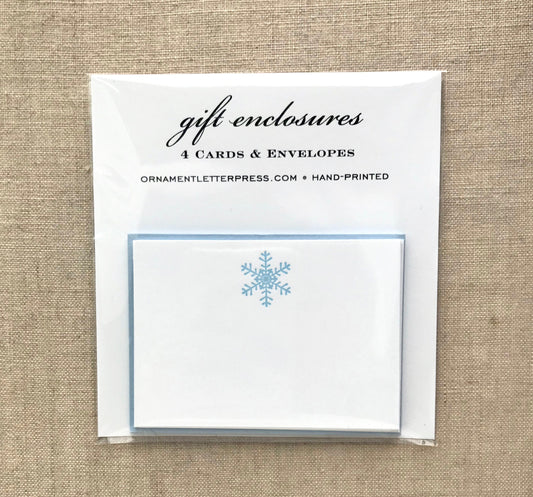 gift enclosures
4 Cards & Envelopes
ORNAMENTLETTERPRESS.COM • HAND-PRINTED